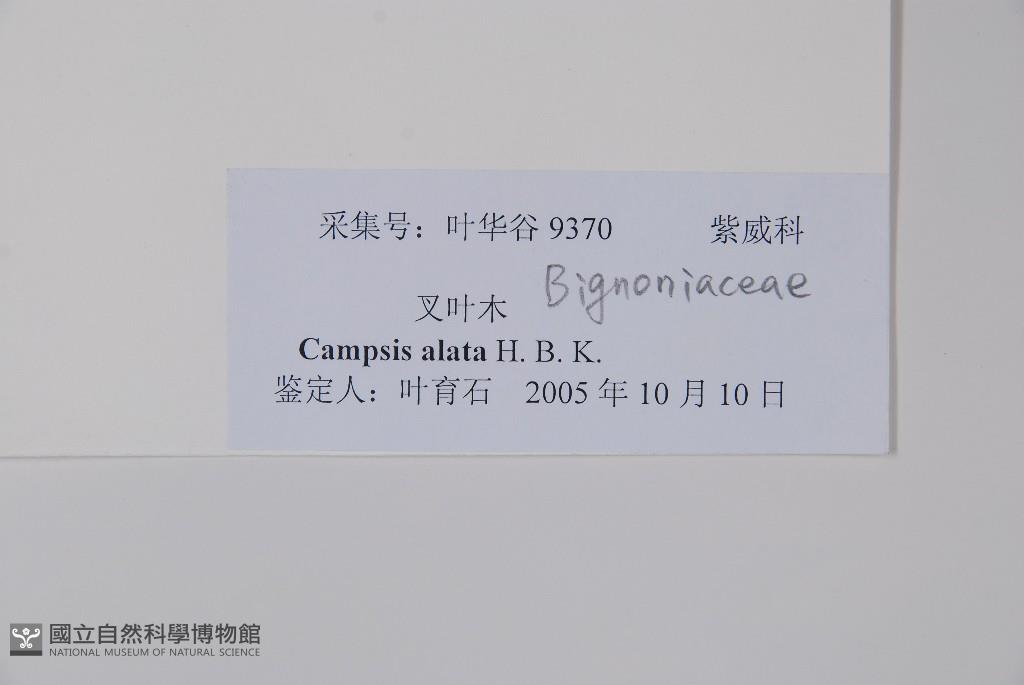 采集号：叶华谷 9370 紫威科
Bignoniaceae
叉叶木
Campsis alata H. B. K.
鉴定人：叶育石 2005 年 10 月 10 日
國立自然科學博物館
NATIONAL MUSEUM OF NATURAL SCIENCE